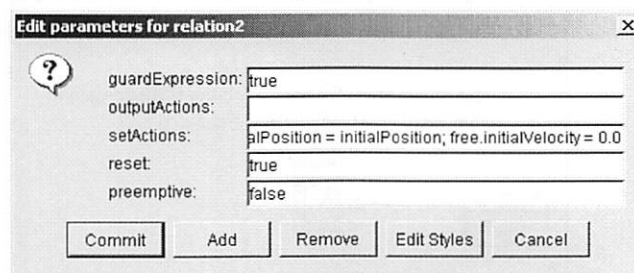 Edit parameters for relation2
?
guardExpression: true
outputActions:
setActions: alPosition = initialPosition; free.initialVelocity = 0.0
reset: true
preemptive: false
Commit Add Remove Edit Styles Cancel